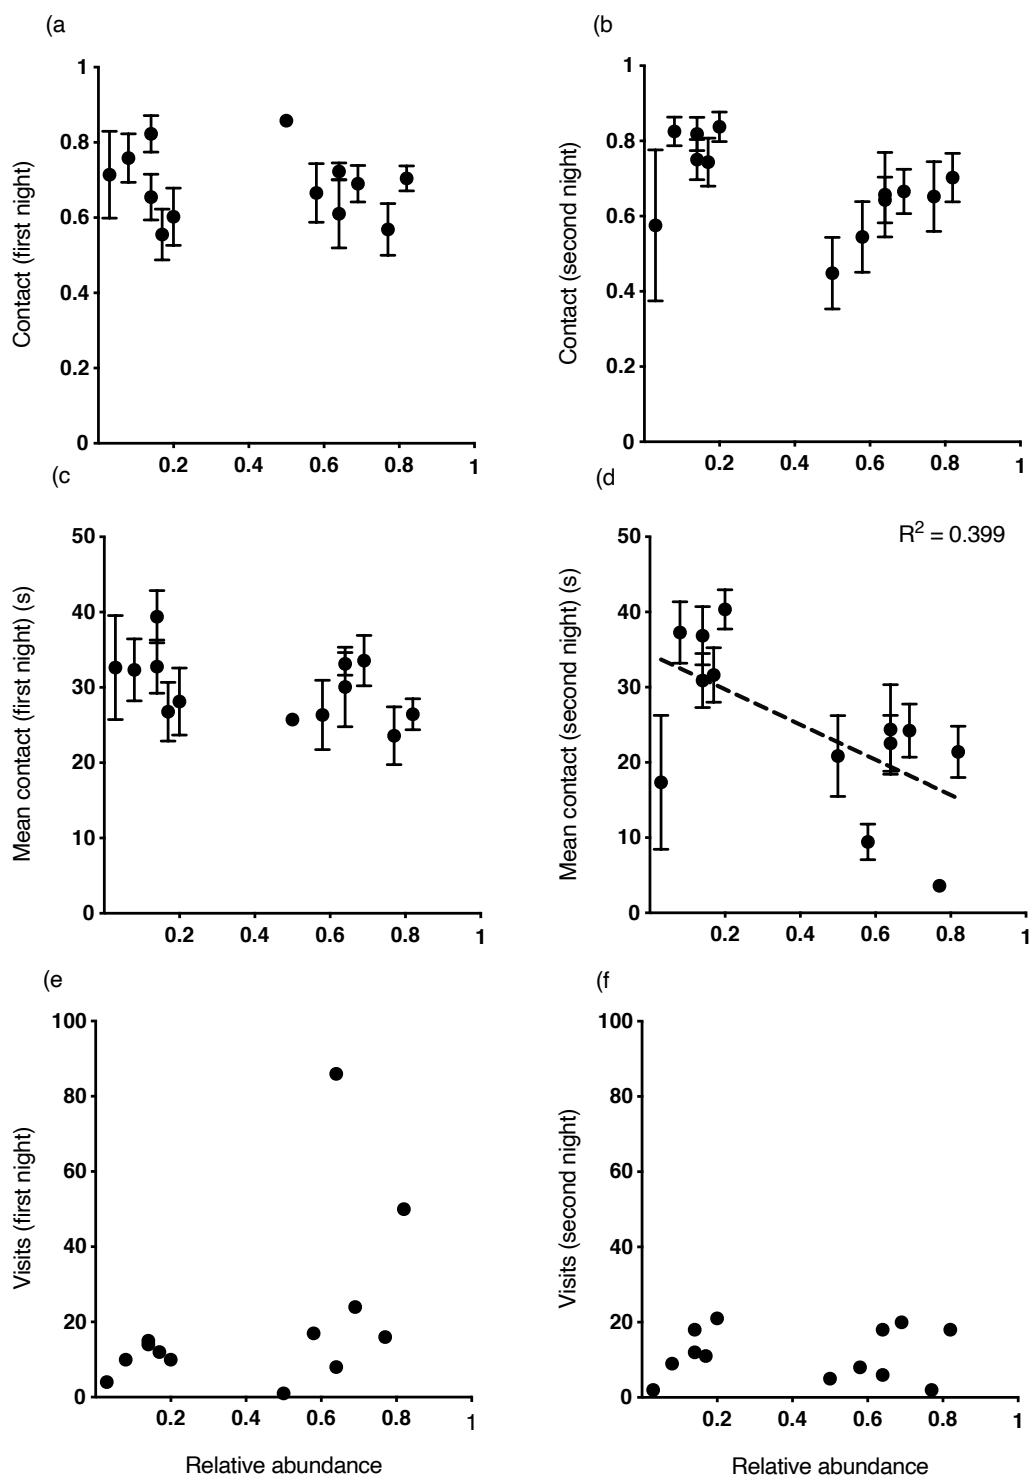 (a
(b
1
0.8
0.6
0.4
0.2
0
Contact (first night)
0.2 0.4 0.6 0.8 1
1
0.8
0.6
0.4
0.2
0
Contact (second night)
0.2 0.4 0.6 0.8 1
(c
(d
50
40
30
20
10
0
Mean contact (first night) (s)
0.2 0.4 0.6 0.8 1
R² = 0.399
50
40
30
20
10
0
Mean contact (second night) (s)
0.2 0.4 0.6 0.8 1
(e
(f
100
80
60
40
20
0
Visits (first night)
0.2 0.4 0.6 0.8 1
Relative abundance
100
80
60
40
20
0
Visits (second night)
0.2 0.4 0.6 0.8 1
Relative abundance